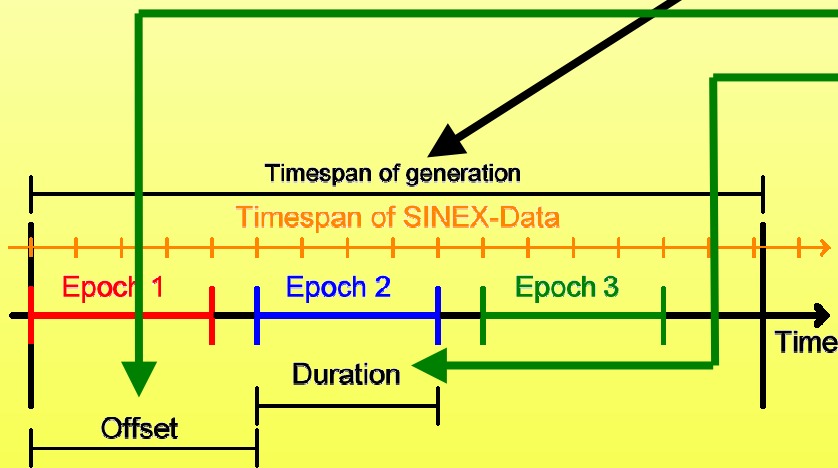 Timespan of generation
Timespan of SINEX-Data
Epoch 1
Epoch 2
Epoch 3
Time
Duration
Offset